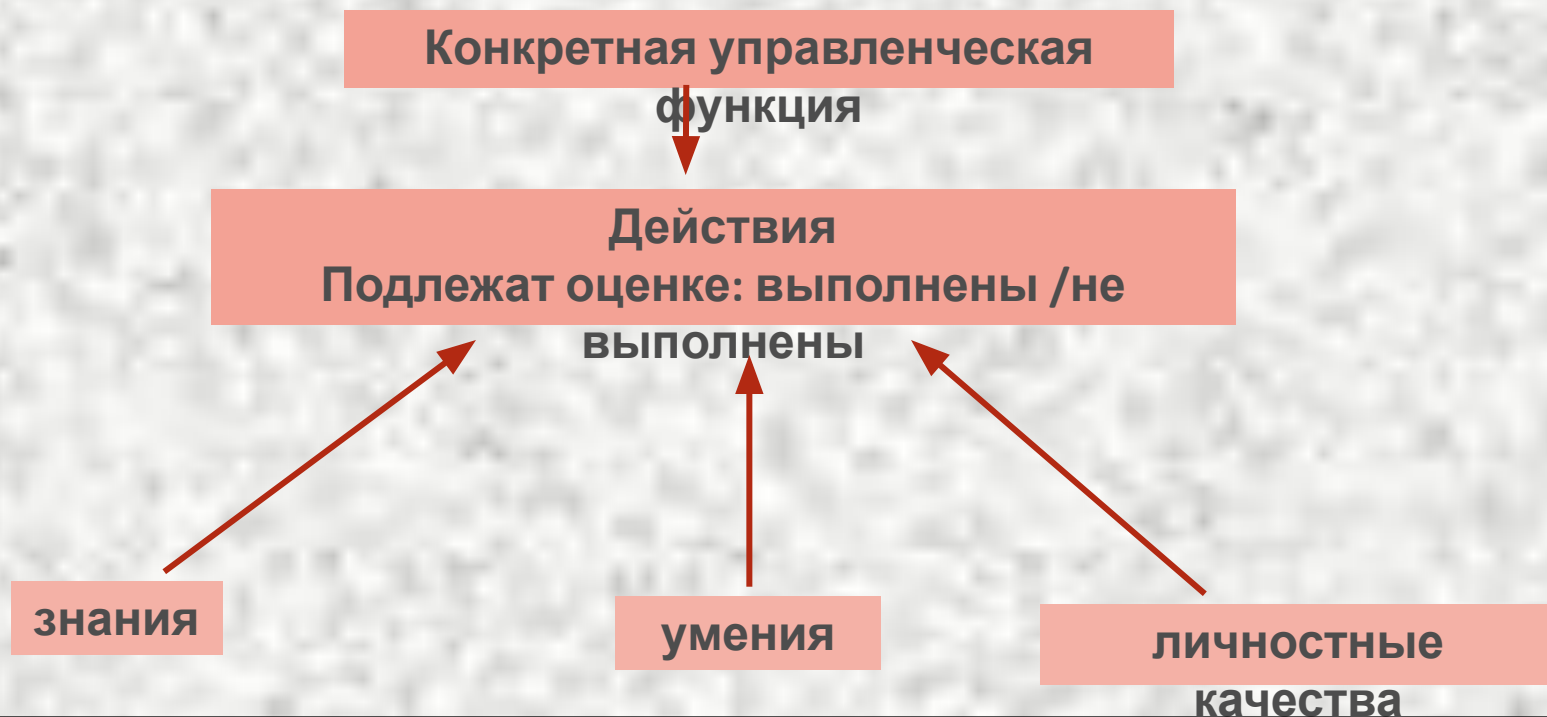 Конкретная управленческая
функция
Действия
Подлежат оценке: выполнены /не
выполнены
знания
умения
личностные
качества